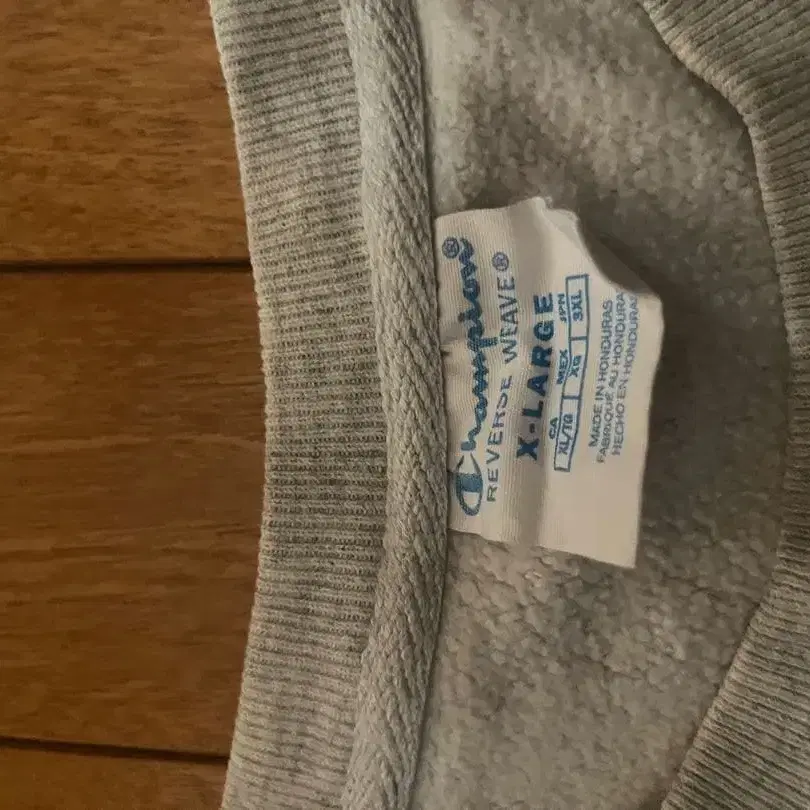 Champion®
REVERSE WEAVE®
X-LARGE
CA MEX JPN
XL/TG XG 3XL
MADE IN HONDURAS
FABRIQUÉ AU HONDURAS
HECHO EN HONDURAS